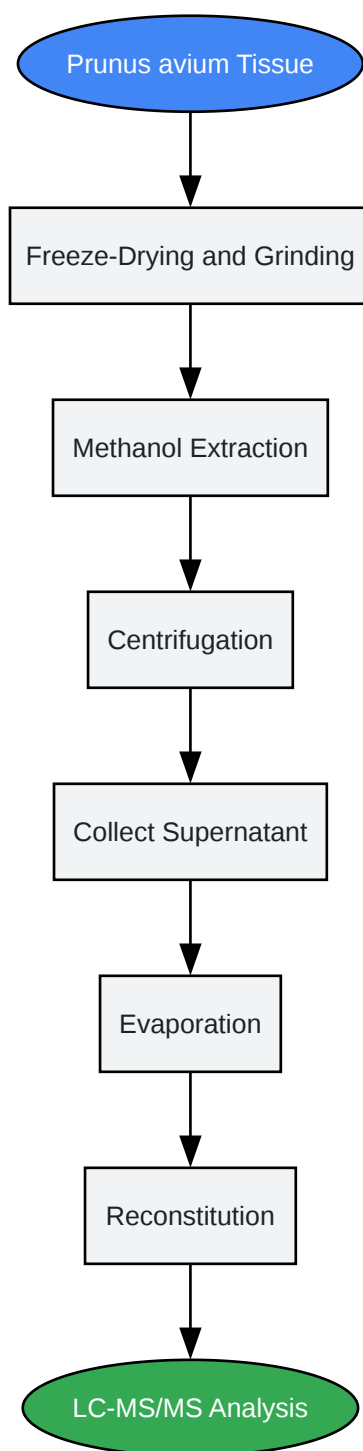 Prunus avium Tissue
Freeze-Drying and Grinding
Methanol Extraction
Centrifugation
Collect Supernatant
Evaporation
Reconstitution
LC-MS/MS Analysis